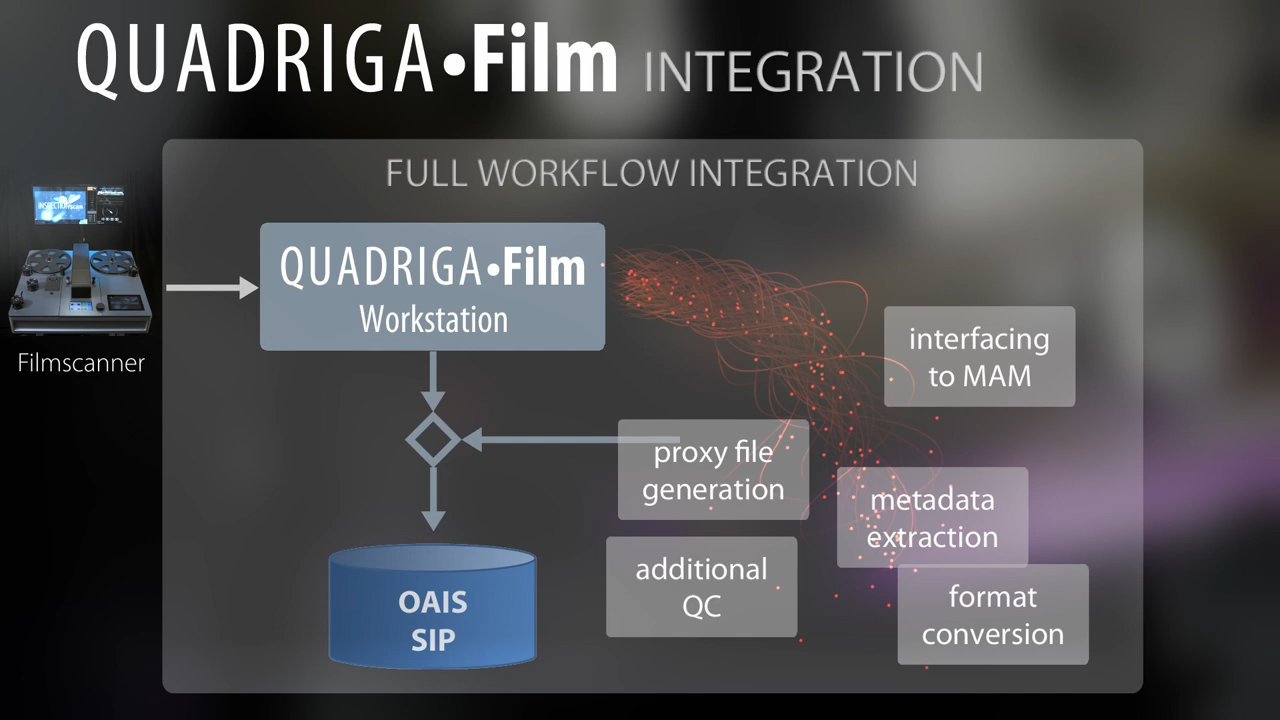 QUADRIGA•Film INTEGRATION
FULL WORKFLOW INTEGRATION
INSPECTIONscan
Filmscanner
QUADRIGA•Film
Workstation
interfacing
to MAM
proxy file
generation
metadata
extraction
additional
QC
format
conversion
OAIS
SIP